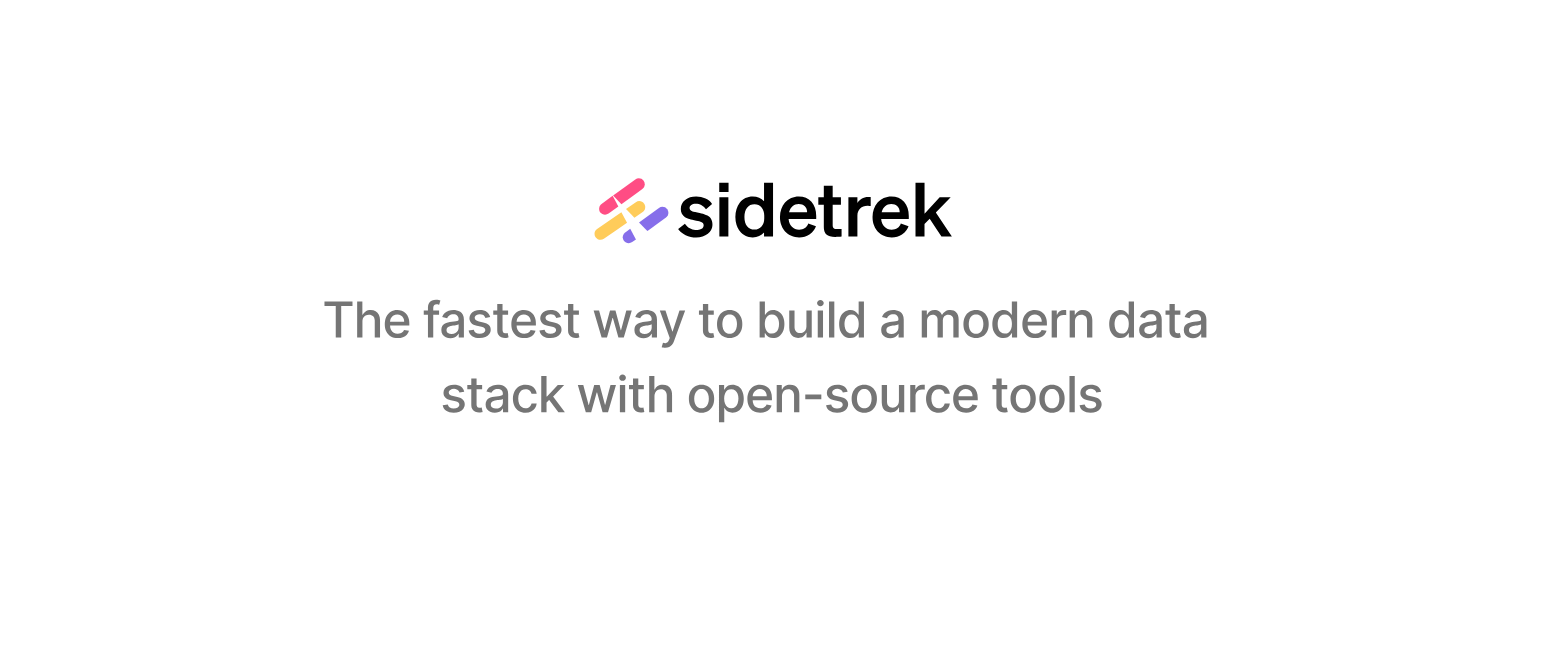 sidetrek
The fastest way to build a modern data
stack with open-source tools